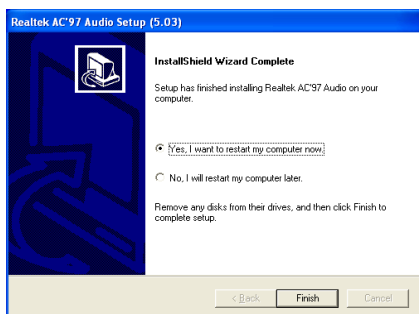 Realtek AC'97 Audio Setup (5.03)
InstallShield Wizard Complete
Setup has finished installing Realtek AC'97 Audio on your
computer.
Yes, I want to restart my computer now.
No, I will restart my computer later.
Remove any disks from their drives, and then click Finish to
complete setup.
< Back Finish Cancel